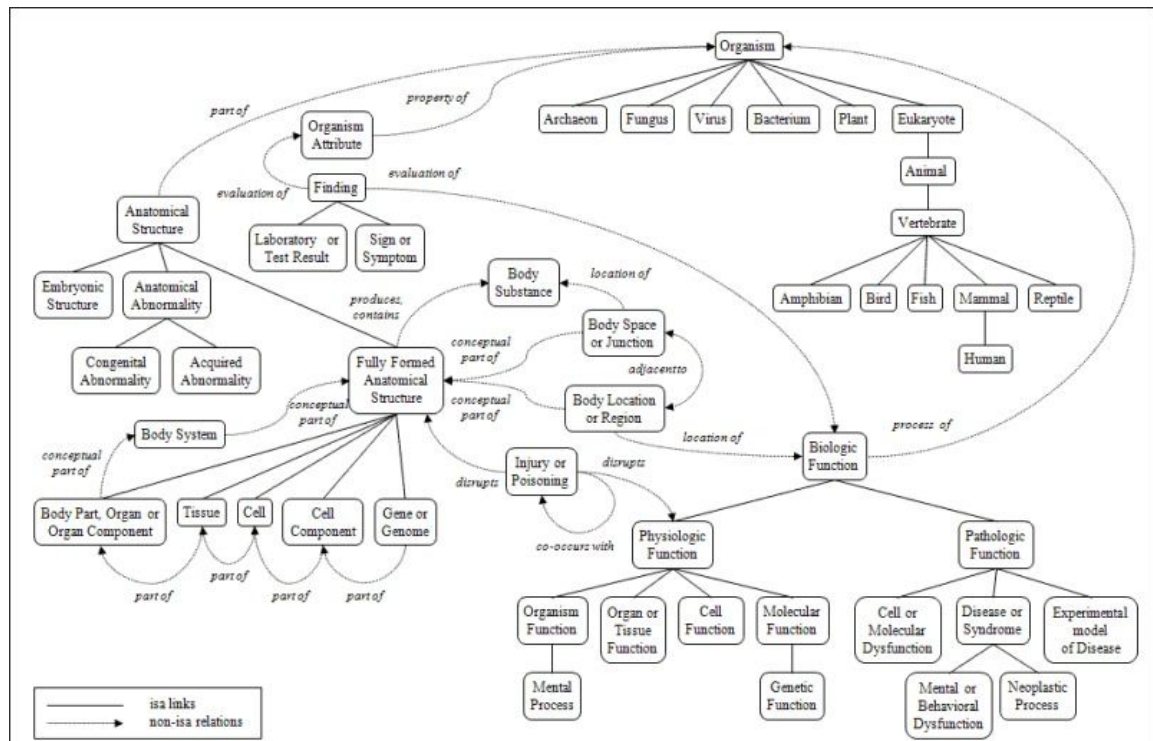 Organism
part of
property of
Archaeon
Fungus
Virus
Bacterium
Plant
Eukaryote
Organism
Attribute
evaluation of
Finding
evaluation of
Animal
Anatomical
Structure
Laboratory or
Test Result
Sign or
Symptom
Vertebrate
Embryonic
Structure
Anatomical
Abnormality
Body
Substance
location of
Amphibian
Bird
Fish
Mammal
Reptile
produces,
contains
Congenital
Abnormality
Acquired
Abnormality
Fully Formed
Anatomical
Structure
conceptual
part of
Body Space
or Junction
Human
adjacentto
conceptual
part of
conceptual
part of
Body Location
or Region
Body System
location of
Biologic
Function
process of
conceptual
part of
disrupts
Injury or
Poisoning
disrupts
Body Part, Organ or
Organ Component
Tissue
Cell
Cell
Component
Gene or
Genome
co-occurs with
Physiologic
Function
Pathologic
Function
part of
part of
part of
part of
Organism
Function
Organ or
Tissue
Function
Cell
Function
Molecular
Function
Cell or
Molecular
Dysfunction
Disease or
Syndrome
Experimental
model
of Disease
Mental
Process
Genetic
Function
Mental or
Behavioral
Dysfunction
Neoplastic
Process
isa links
non-isa relations